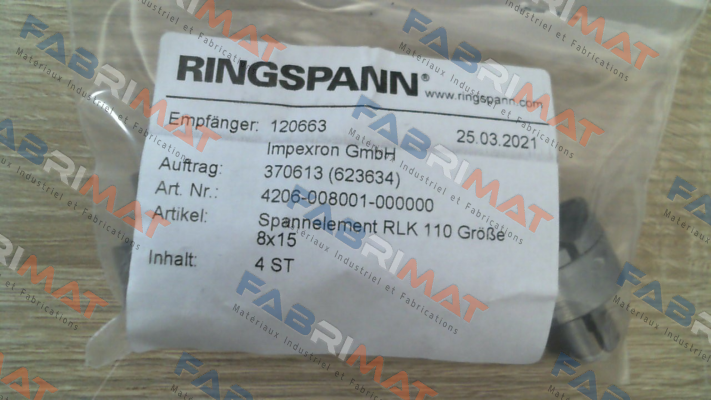 RINGSPANN®
www.ringspann.com
Empfänger: 120663 25.03.2021
Impexron GmbH
Auftrag: 370613 (623634)
Art. Nr.: 4206-008001-000000
Artikel: Spannelement RLK 110 Größe
8x15
Inhalt: 4 ST
FABRIMAT
Materiaux Industriel et Fabrications